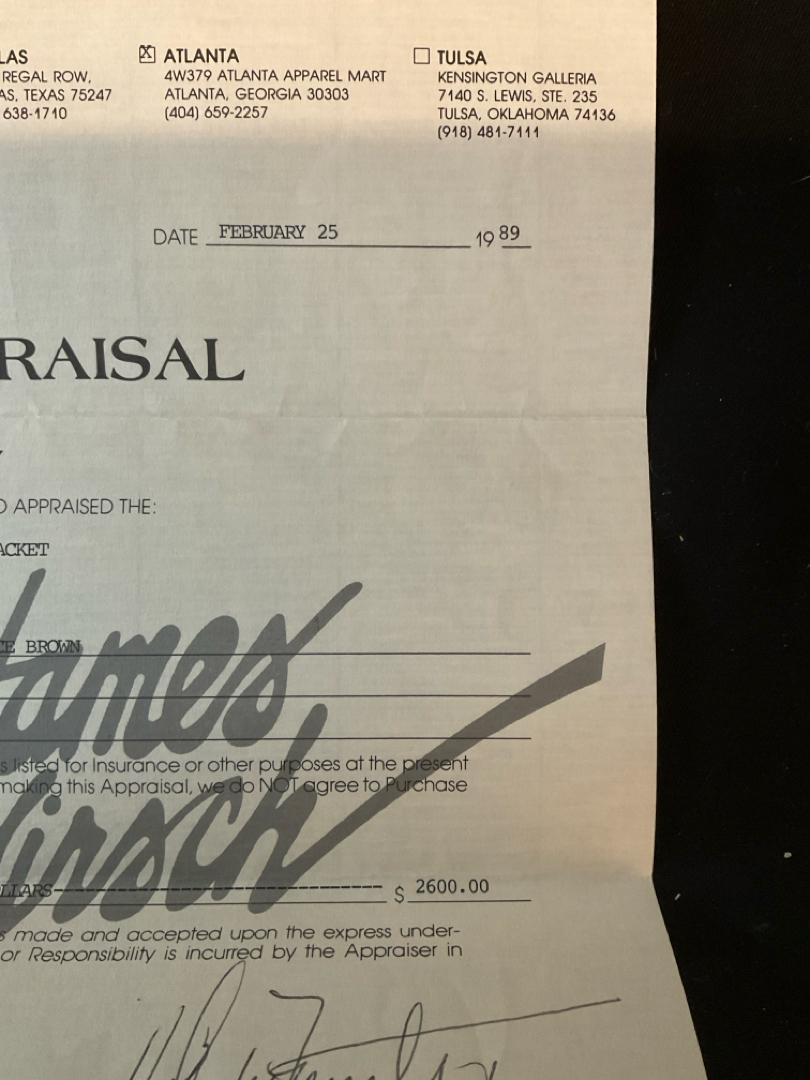 LAS
REGAL ROW,
AS, TEXAS 75247
638-1710
ATLANTA
4W379 ATLANTA APPAREL MART
ATLANTA, GEORGIA 30303
(404) 659-2257
TULSA
KENSINGTON GALLERIA
7140 S. LEWIS, STE. 235
TULSA, OKLAHOMA 74136
(918) 481-7111
DATE FEBRUARY 25 1989
RAISAL
D APPRAISED THE:
ACKET
James
CE BROWN
s listed for Insurance or other purposes at the present
making this Appraisal, we do NOT agree to Purchase
Hirsch
LLARS-------------------------------- $ 2600.00
s made and accepted upon the express under-
or Responsibility is incurred by the Appraiser in